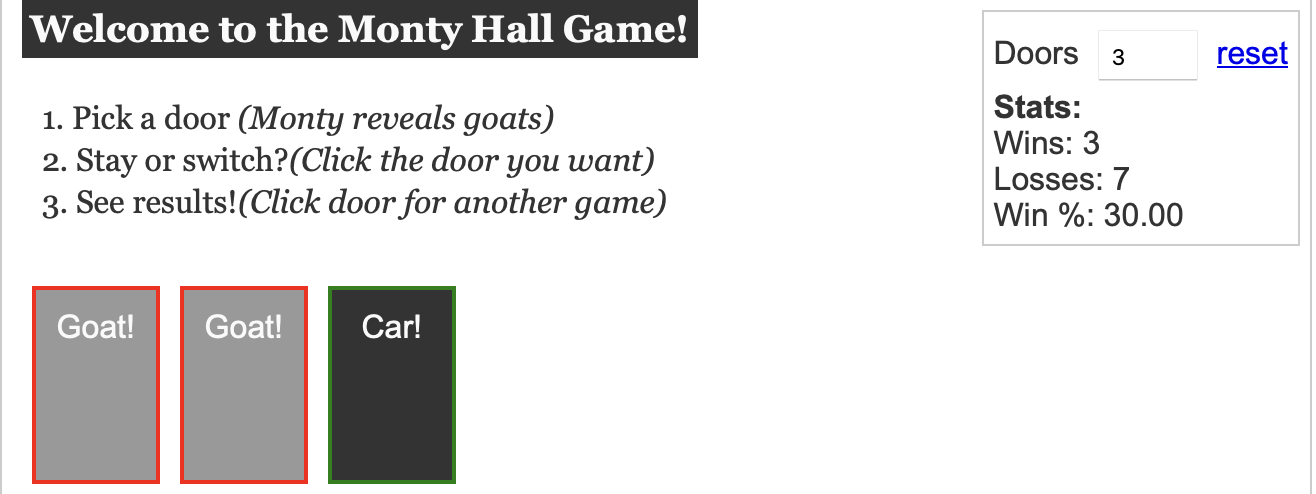 Welcome to the Monty Hall Game!
1. Pick a door (Monty reveals goats)
2. Stay or switch?(Click the door you want)
3. See results!(Click door for another game)
Goat! Goat! Car!
Doors 3 reset
Stats:
Wins: 3
Losses: 7
Win %: 30.00